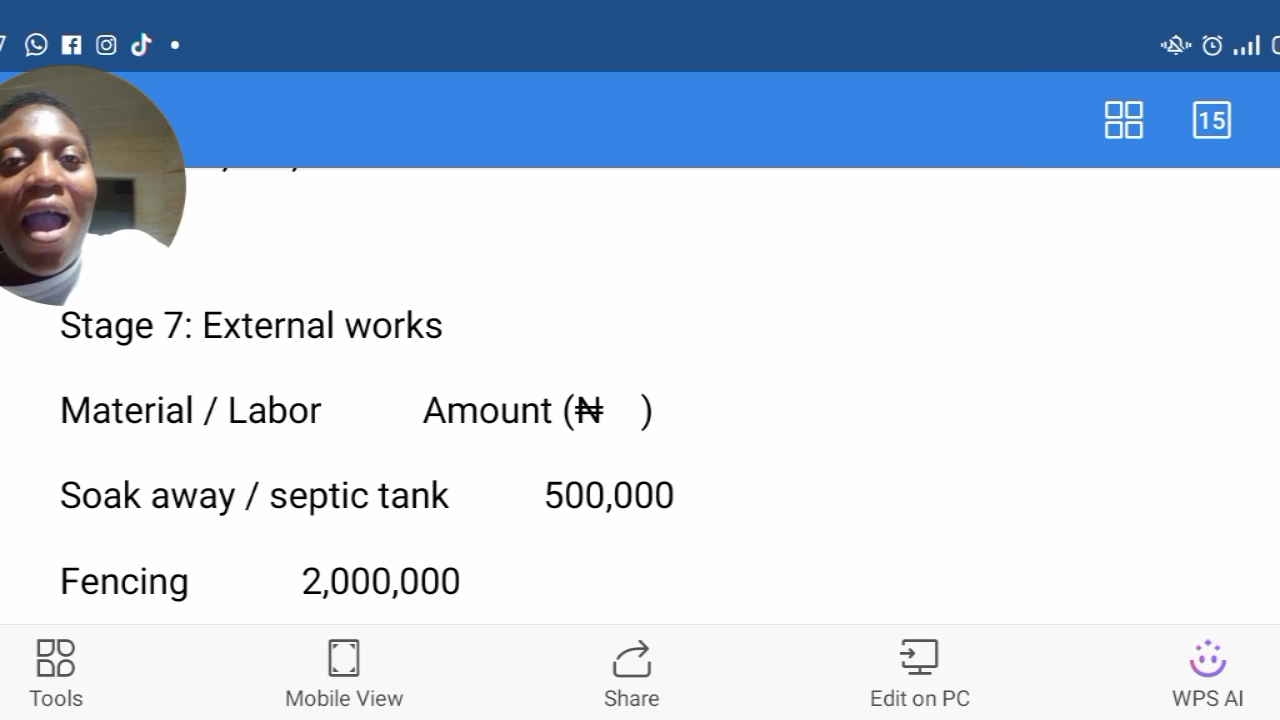 15
Stage 7: External works
Material / Labor Amount (₦ )
Soak away / septic tank 500,000
Fencing 2,000,000
Tools Mobile View Share Edit on PC WPS AI